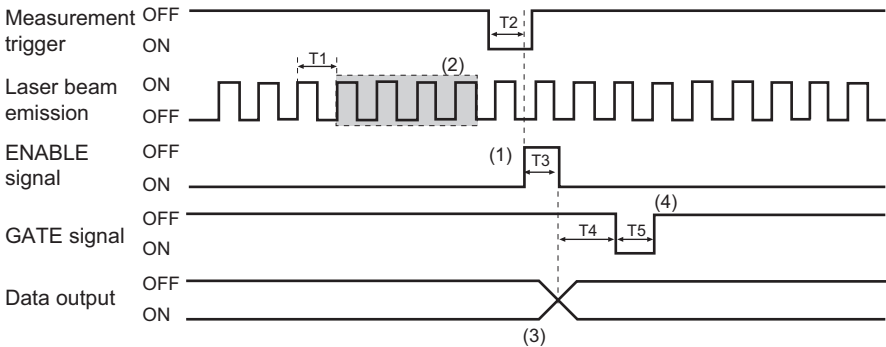 Measurement trigger OFF T2
ON
T1 (2)
Laser beam emission ON
OFF
ENABLE signal OFF (1) T3
ON
GATE signal OFF (4)
ON T4 T5
Data output OFF
ON
(3)